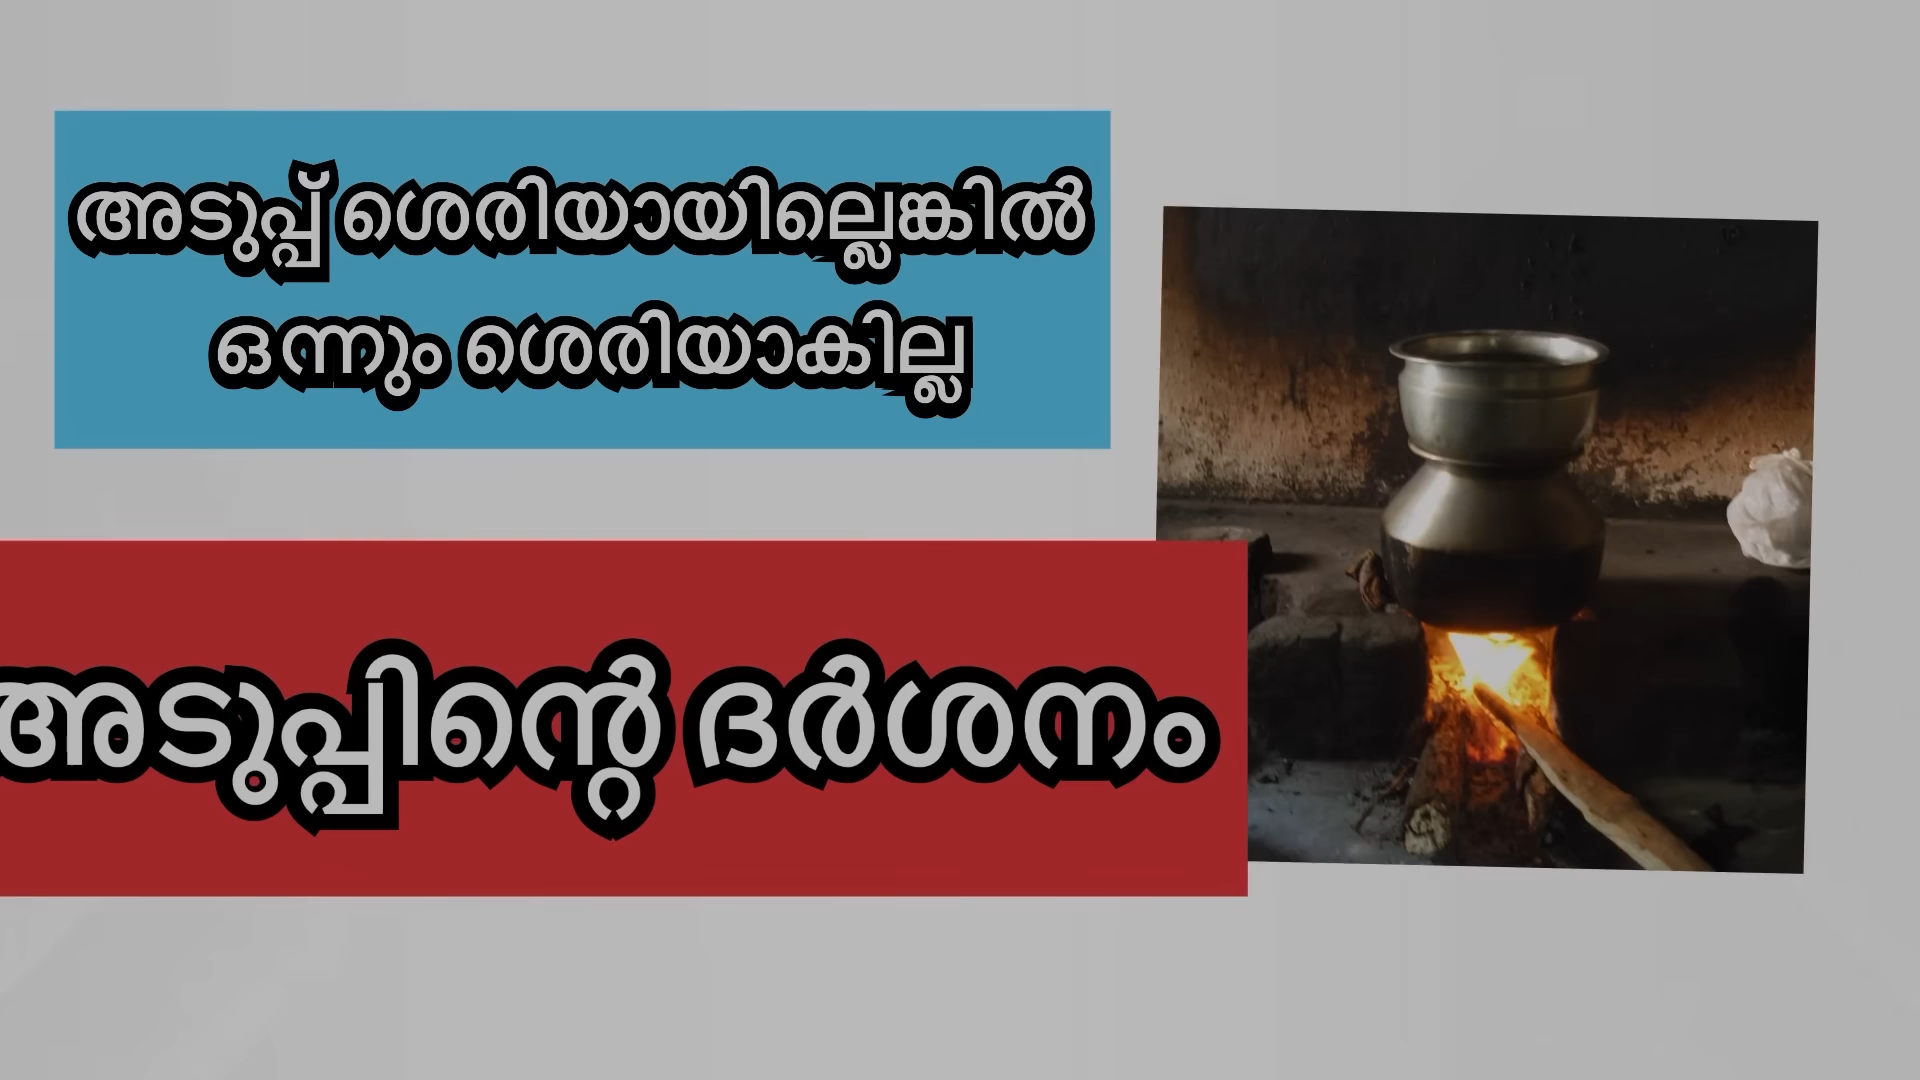 അടുപ്പ് ശെരിയായില്ലെങ്കിൽ
ഒന്നും ശെരിയാകില്ല
അടുപ്പിന്റെ ദർശനം